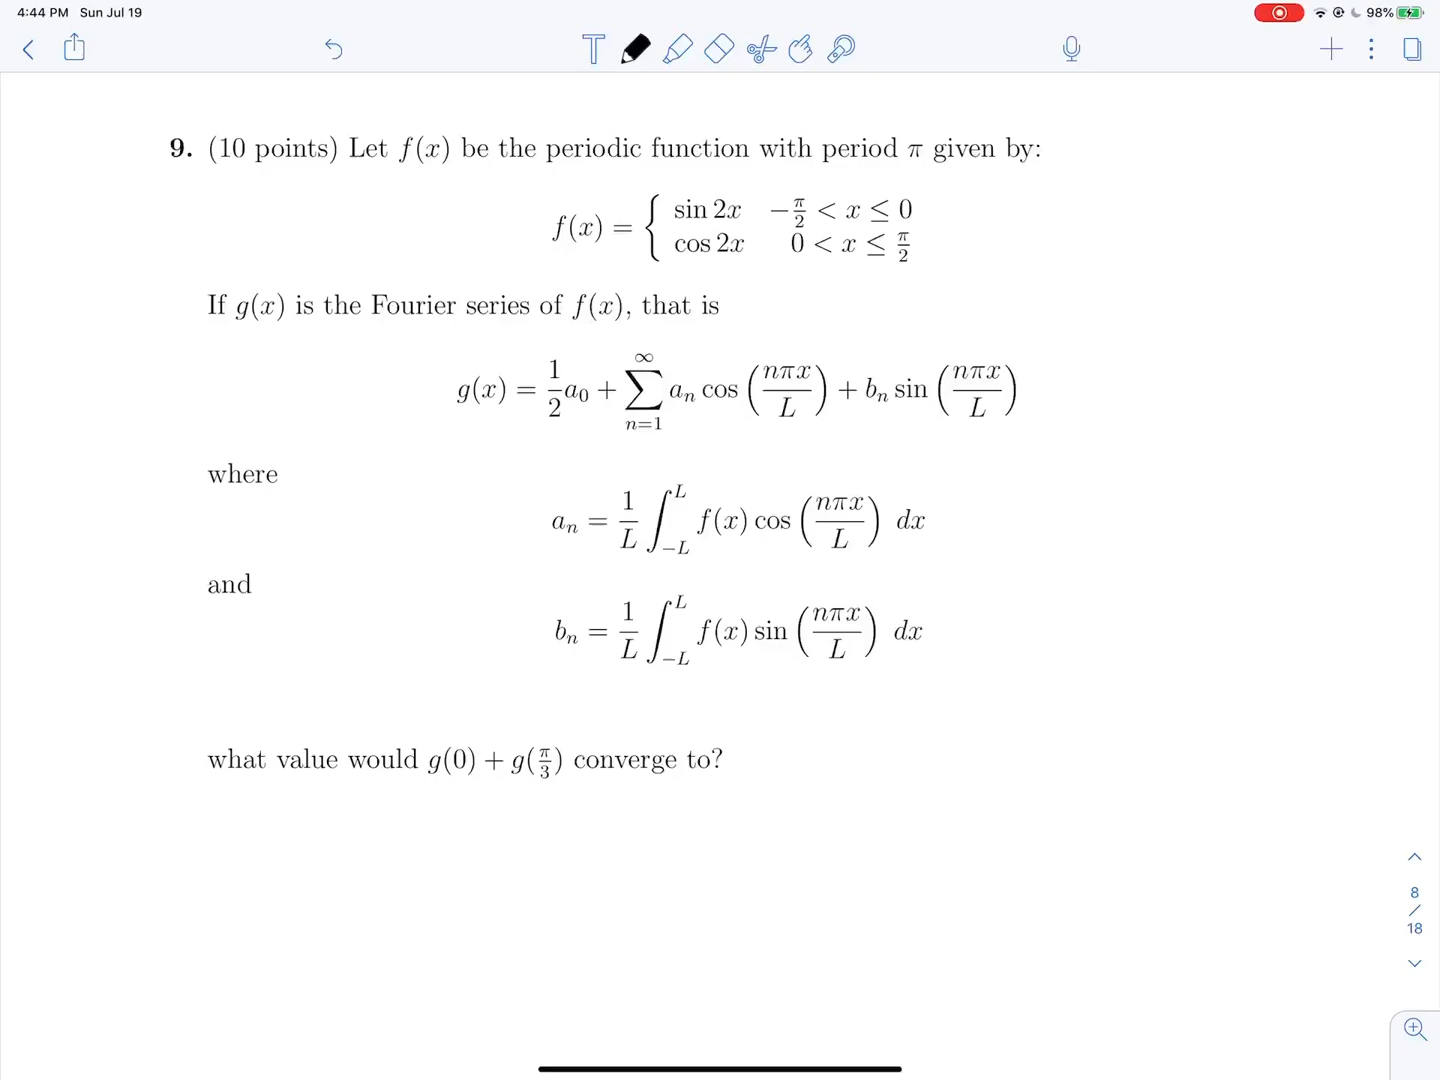 4:44 PM Sun Jul 19
98%
9. (10 points) Let f(x) be the periodic function with period π given by:
f(x) = { sin 2x  −π/2 < x ≤ 0
cos 2x  0 < x ≤ π/2
If g(x) is the Fourier series of f(x), that is
g(x) = 1/2 a₀ + ∑_{n=1}^{∞} aₙ cos (nπx/L) + bₙ sin (nπx/L)
where
aₙ = 1/L ∫_{−L}^{L} f(x) cos (nπx/L) dx
and
bₙ = 1/L ∫_{−L}^{L} f(x) sin (nπx/L) dx
what value would g(0) + g(π/3) converge to?
8
/
18